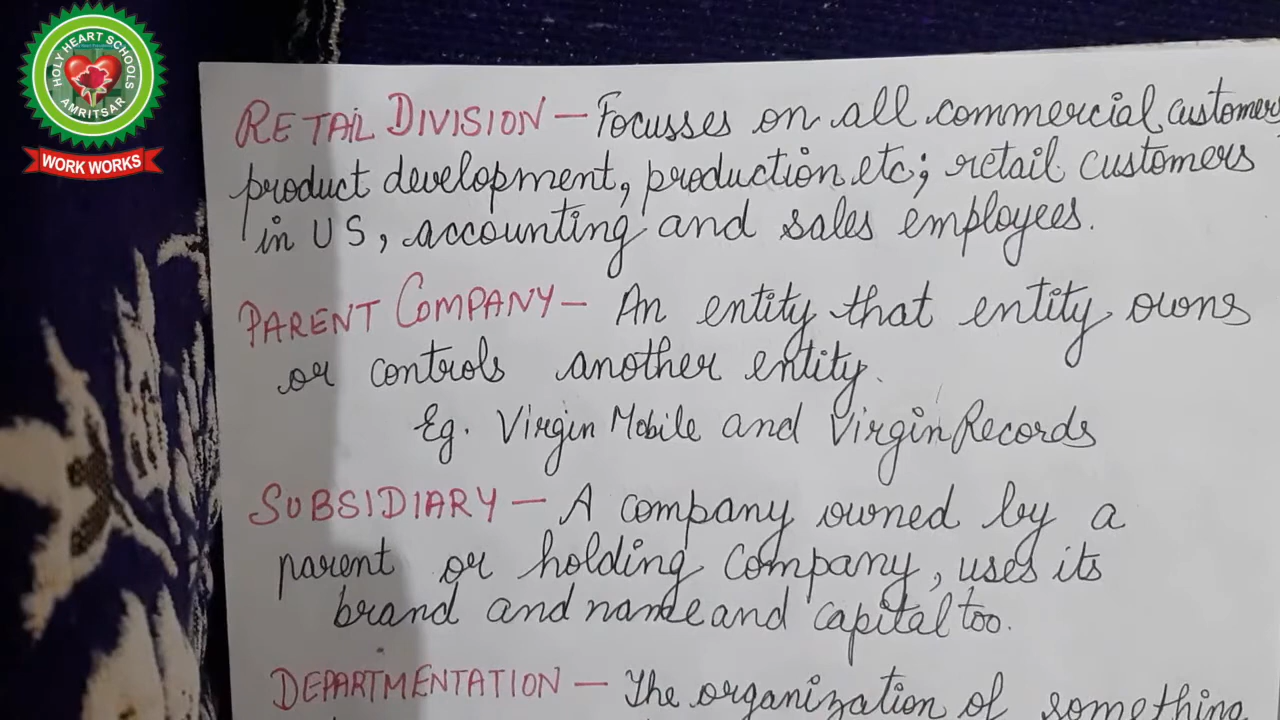 HOLY HEART SCHOOLS
AMRITSAR
WORK WORKS
RETAIL DIVISION — Focusses on all commercial customers
product development, production etc; retail customers
in US, accounting and sales employees.
PARENT COMPANY — An entity that entity owns
or controls another entity.
Eg. Virgin Mobile and Virgin Records
SUBSIDIARY — A company owned by a
parent or holding company, uses its
brand and name and capital too.
DEPARTMENTATION — The organization of something